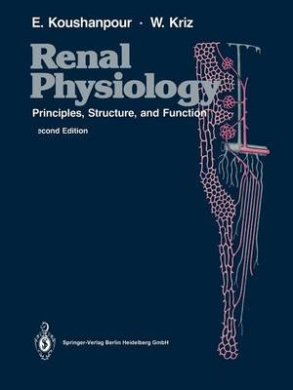 E. Koushanpour · W. Kriz
Renal
Physiology
Principles, Structure, and Function
econd Edition
Springer-Verlag Berlin Heidelberg GmbH